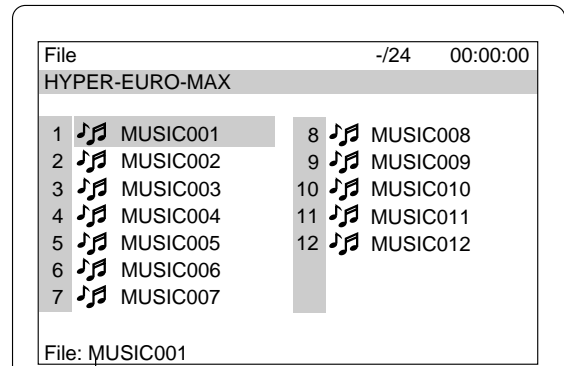 File -/24 00:00:00
HYPER-EURO-MAX
1 MUSIC001
2 MUSIC002
3 MUSIC003
4 MUSIC004
5 MUSIC005
6 MUSIC006
7 MUSIC007
8 MUSIC008
9 MUSIC009
10 MUSIC010
11 MUSIC011
12 MUSIC012
File: MUSIC001